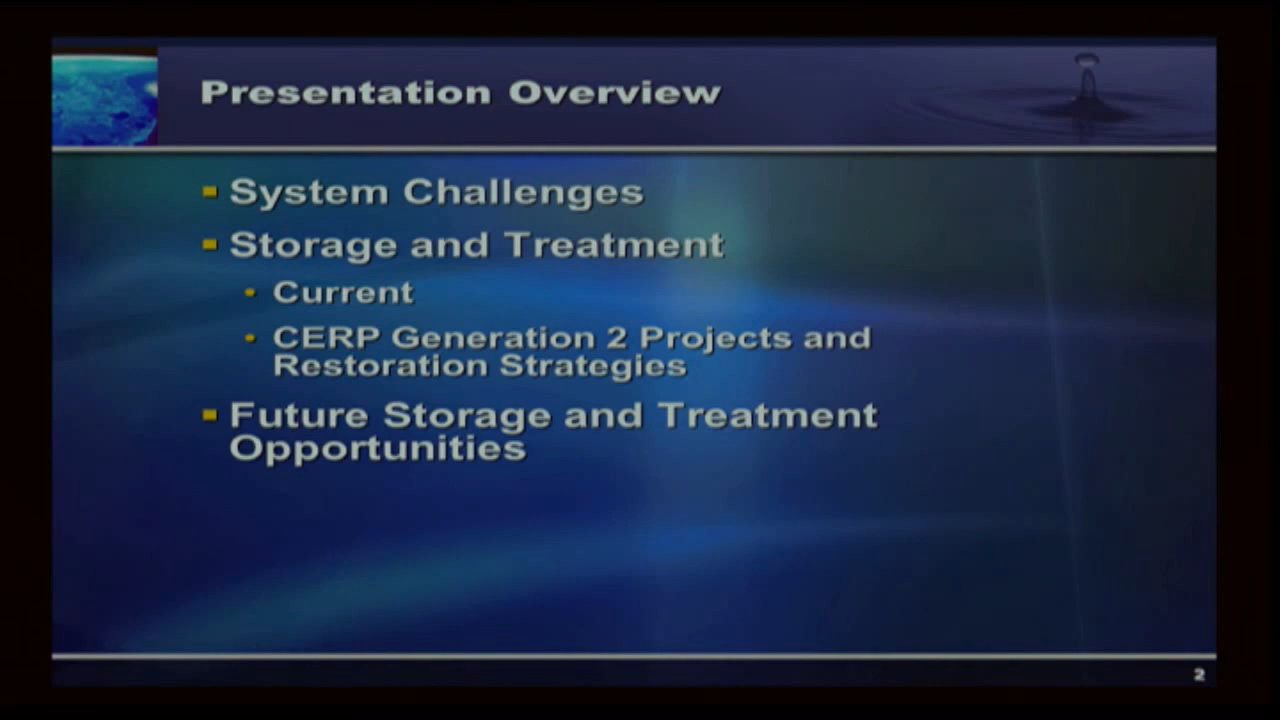 Presentation Overview
System Challenges
Storage and Treatment
Current
CERP Generation 2 Projects and
Restoration Strategies
Future Storage and Treatment
Opportunities
2